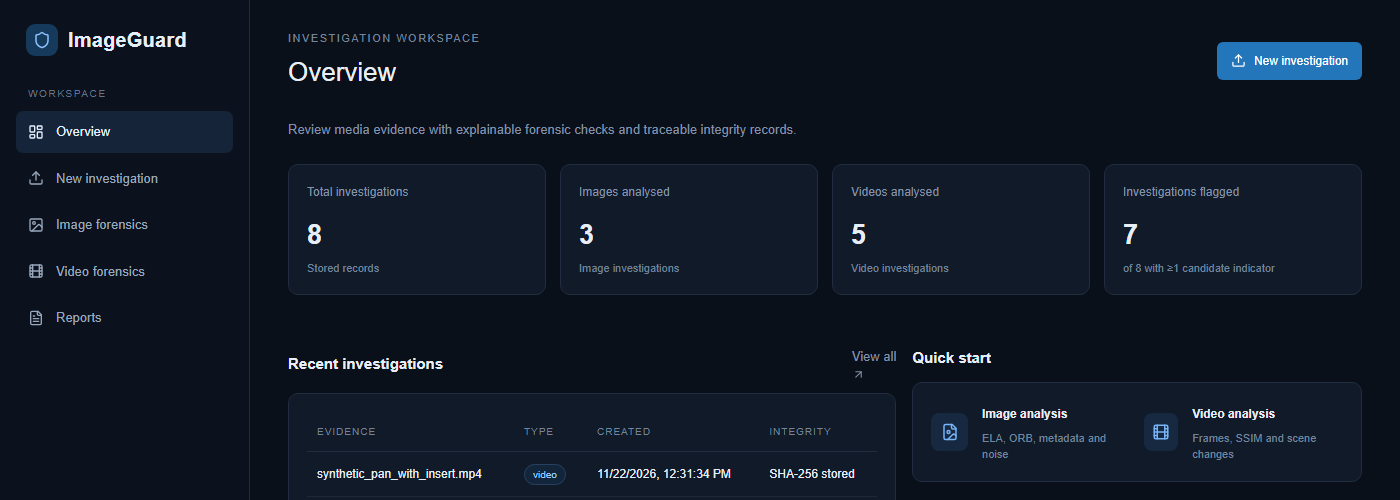 ImageGuard
WORKSPACE
Overview
New investigation
Image forensics
Video forensics
Reports
INVESTIGATION WORKSPACE
Overview
New investigation
Review media evidence with explainable forensic checks and traceable integrity records.
Total investigations
8
Stored records
Images analysed
3
Image investigations
Videos analysed
5
Video investigations
Investigations flagged
7
of 8 with ≥1 candidate indicator
Recent investigations
View all
EVIDENCE TYPE CREATED INTEGRITY
synthetic_pan_with_insert.mp4 video 11/22/2026, 12:31:34 PM SHA-256 stored
Quick start
Image analysis
ELA, ORB, metadata and
noise
Video analysis
Frames, SSIM and scene
changes